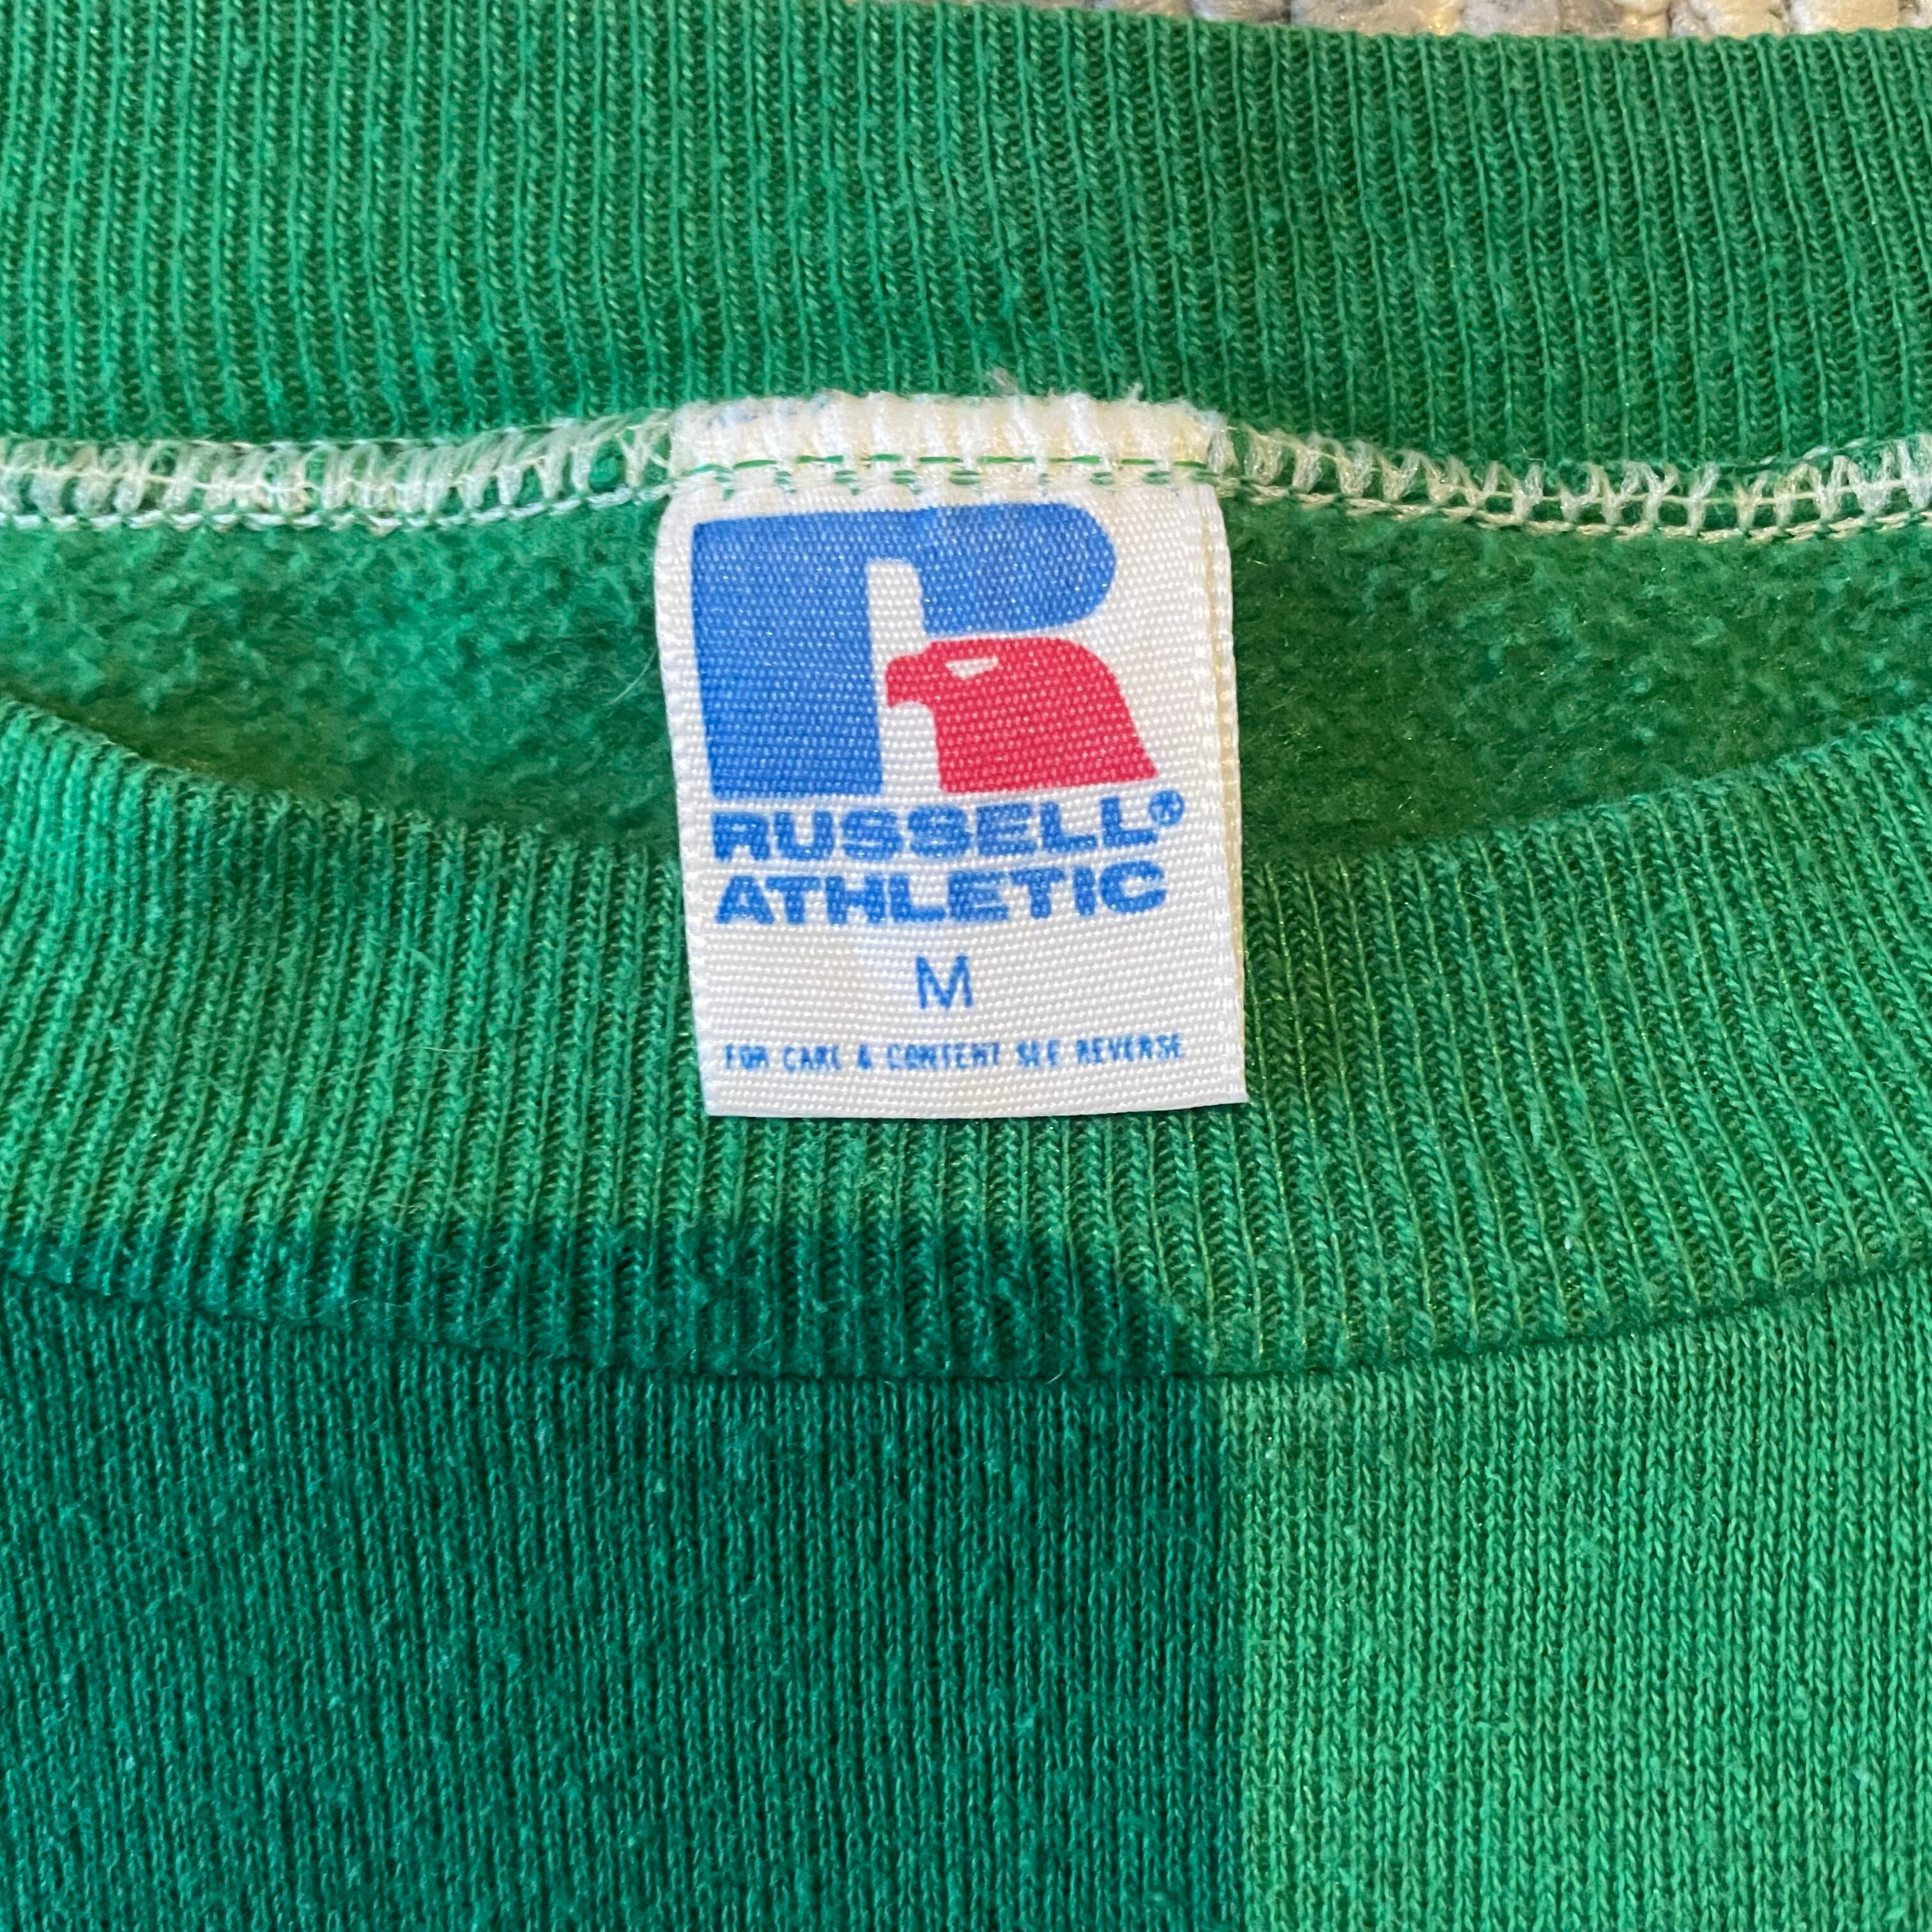 RUSSELL®
ATHLETIC
M
FOR CARE & CONTENT SEE REVERSE